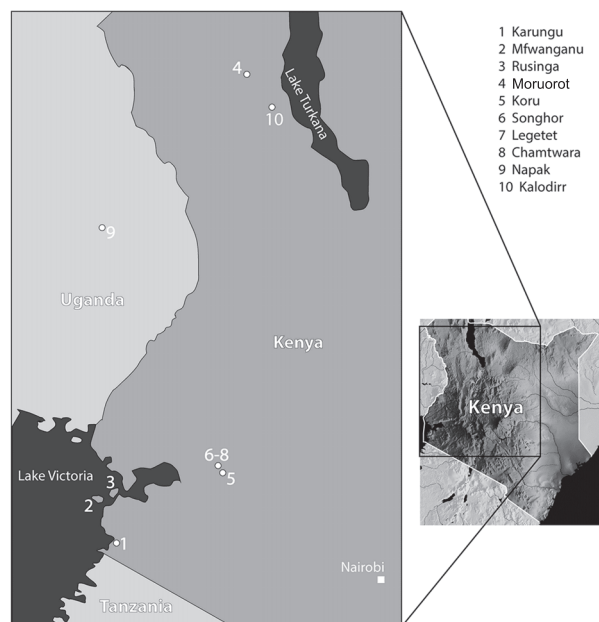 1 Karungu
2 Mfwanganu
3 Rusinga
4 Moruorot
5 Koru
6 Songhor
7 Legetet
8 Chamtwara
9 Napak
10 Kalodirr
4
Lake Turkana
10
9
Uganda
Kenya
Kenya
6-8
5
Lake Victoria
3
2
1
Nairobi
Tanzania